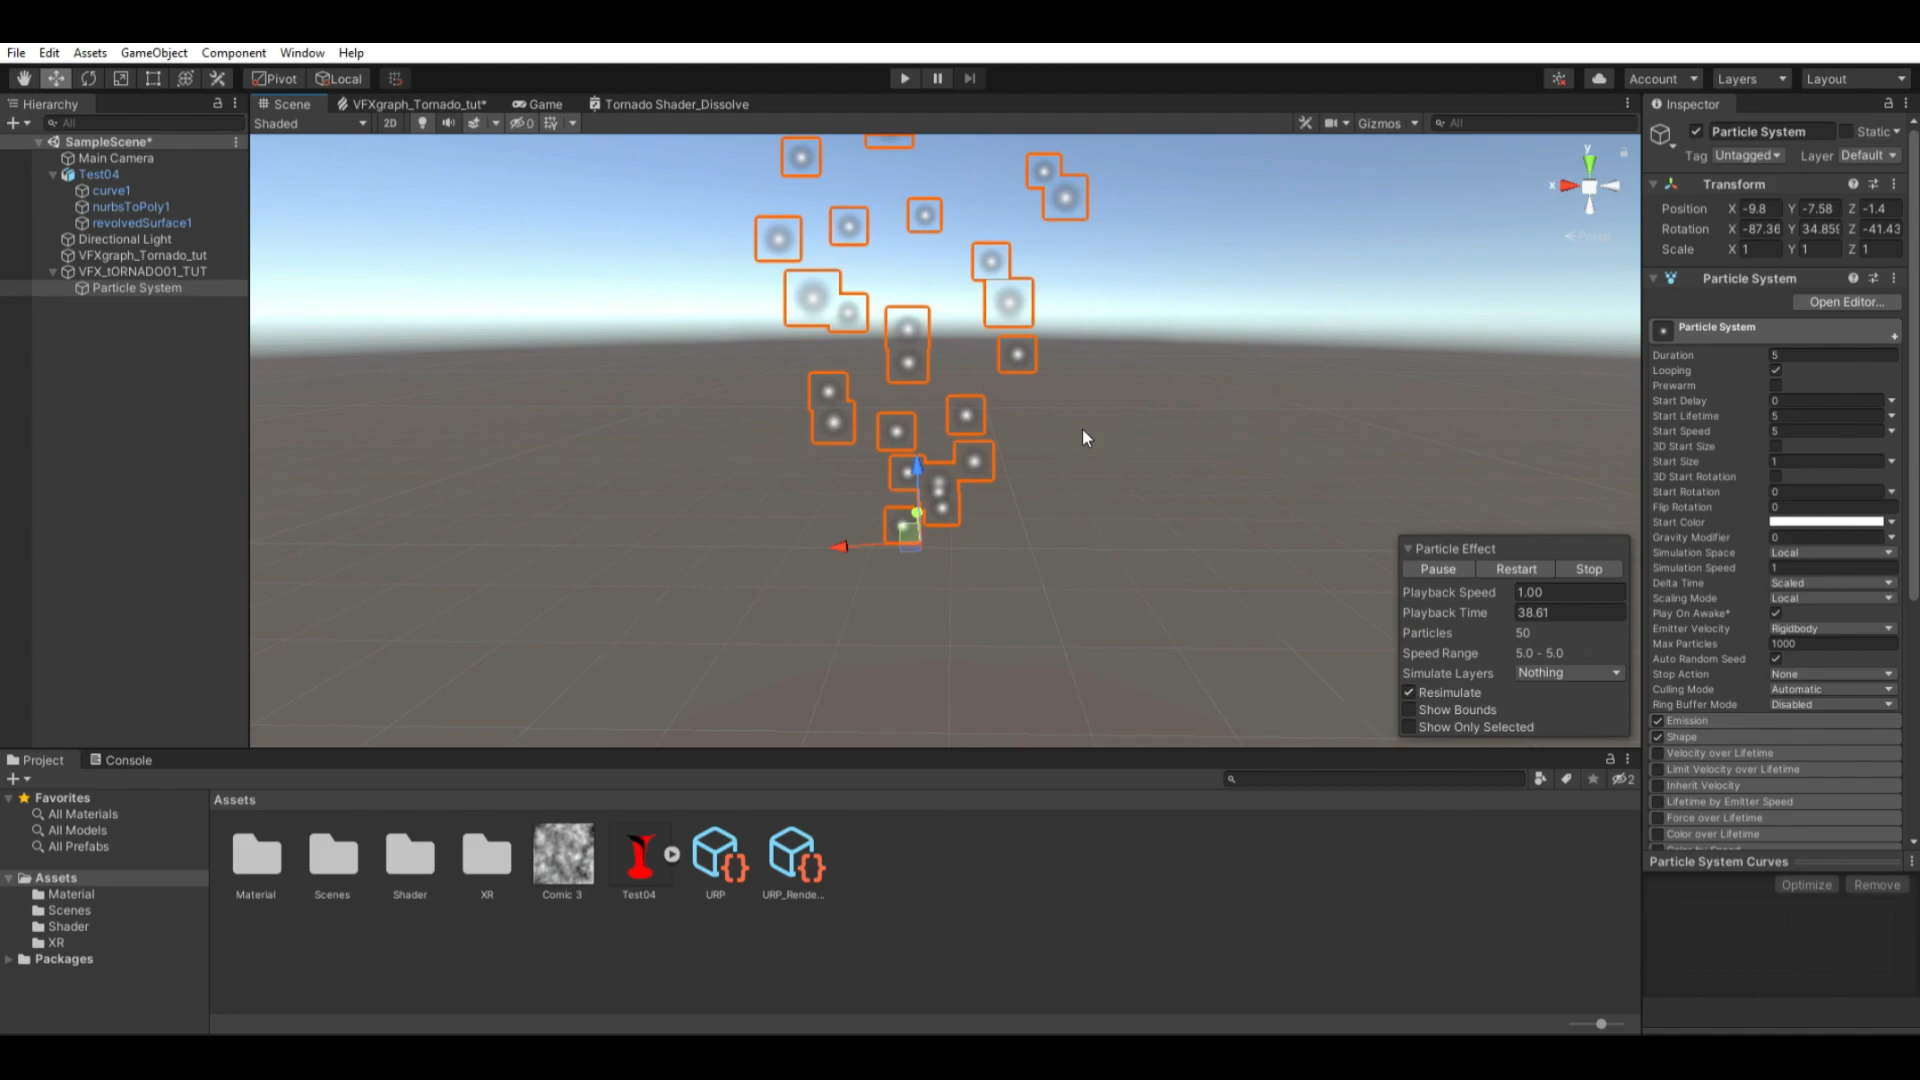 File Edit Assets GameObject Component Window Help
Pivot Local Account Layers Layout
Hierarchy
All
SampleScene*
Main Camera
Test04
curve1
nurbsToPoly1
revolvedSurface1
Directional Light
VFXgraph_Tornado_tut
VFX_tORNADO01_TUT
Particle System
Scene VFXgraph_Tornado_tut* Game Tornado Shader_Dissolve
Shaded 2D 0 Gizmos All
y
x
Persp
Particle Effect
Pause Restart Stop
Playback Speed 1.00
Playback Time 38.61
Particles 50
Speed Range 5.0 - 5.0
Simulate Layers Nothing
Resimulate
Show Bounds
Show Only Selected
Inspector
Particle System Static
Tag Untagged Layer Default
Transform
Position X -9.8 Y -7.58 Z -1.4
Rotation X -87.36 Y 34.859 Z -41.43
Scale X 1 Y 1 Z 1
Particle System
Open Editor...
Particle System
Duration 5
Looping
Prewarm
Start Delay 0
Start Lifetime 5
Start Speed 5
3D Start Size
Start Size 1
3D Start Rotation
Start Rotation 0
Flip Rotation 0
Start Color
Gravity Modifier 0
Simulation Space Local
Simulation Speed 1
Delta Time Scaled
Scaling Mode Local
Play On Awake*
Emitter Velocity Rigidbody
Max Particles 1000
Auto Random Seed
Stop Action None
Culling Mode Automatic
Ring Buffer Mode Disabled
Emission
Shape
Velocity over Lifetime
Limit Velocity over Lifetime
Inherit Velocity
Lifetime by Emitter Speed
Force over Lifetime
Color over Lifetime
Color by Speed
Particle System Curves
Optimize Remove
Project Console
2
Favorites
All Materials
All Models
All Prefabs
Assets
Material
Scenes
Shader
XR
Packages
Assets
Material Scenes Shader XR Comic 3 Test04 URP URP_Rende...